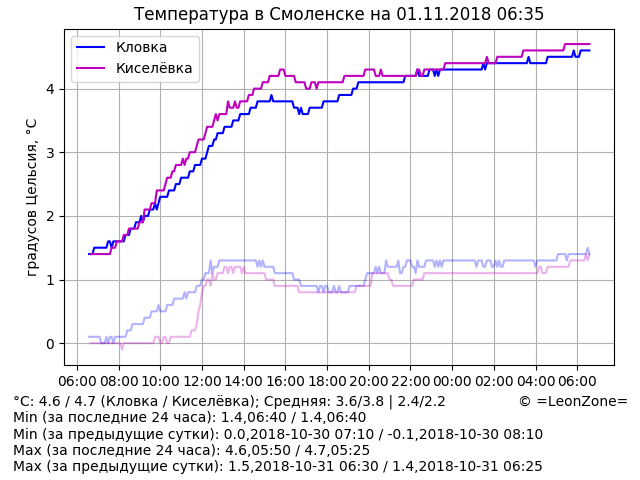 Температура в Смоленске на 01.11.2018 06:35
Кловка
Киселёвка
градусов Цельсия, °C
4
3
2
1
0
06:00 08:00 10:00 12:00 14:00 16:00 18:00 20:00 22:00 00:00 02:00 04:00 06:00
°C: 4.6 / 4.7 (Кловка / Киселёвка); Средняя: 3.6/3.8 | 2.4/2.2 © =LeonZone=
Min (за последние 24 часа): 1.4,06:40 / 1.4,06:40
Min (за предыдущие сутки): 0.0,2018-10-30 07:10 / -0.1,2018-10-30 08:10
Max (за последние 24 часа): 4.6,05:50 / 4.7,05:25
Max (за предыдущие сутки): 1.5,2018-10-31 06:30 / 1.4,2018-10-31 06:25